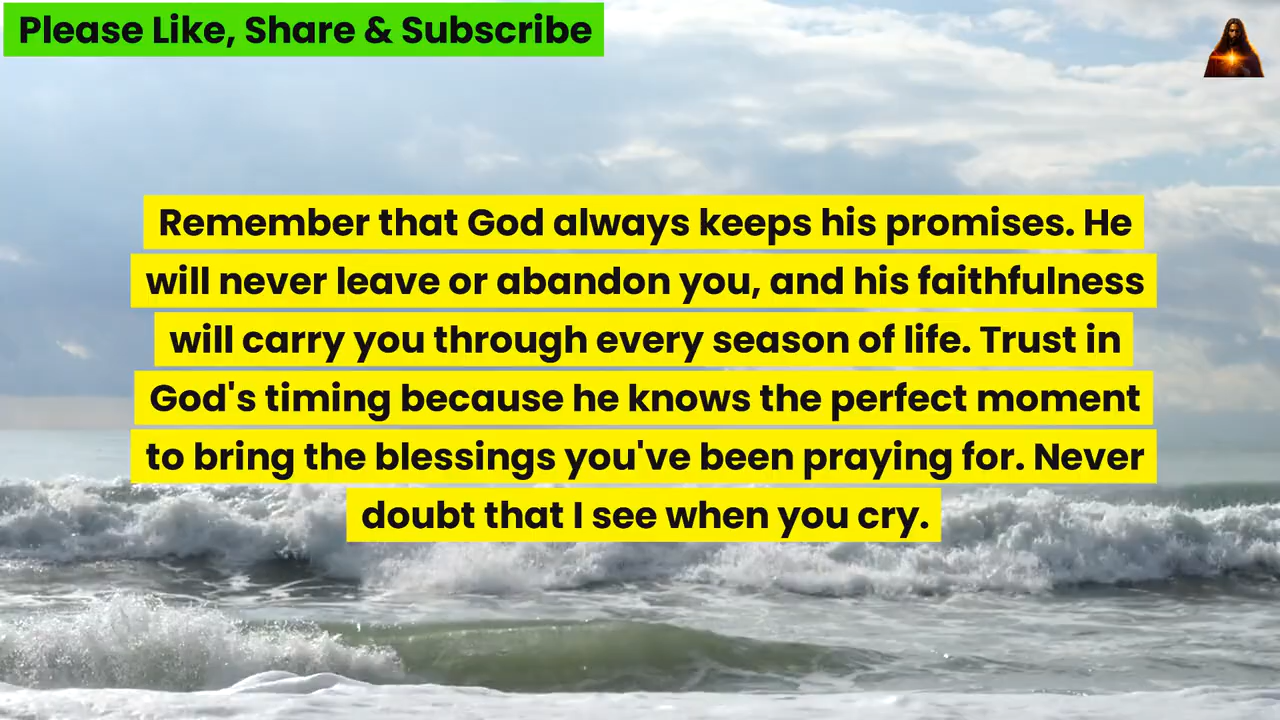 Please Like, Share & Subscribe
Remember that God always keeps his promises. He
will never leave or abandon you, and his faithfulness
will carry you through every season of life. Trust in
God's timing because he knows the perfect moment
to bring the blessings you've been praying for. Never
doubt that I see when you cry.